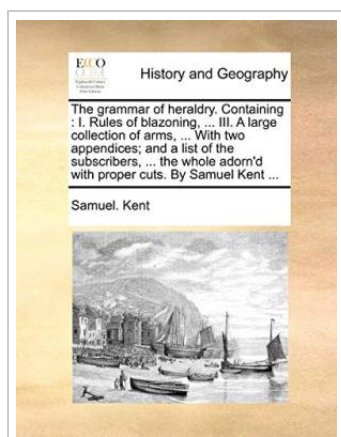 ECCO
History and Geography
The grammar of heraldry. Containing
: I. Rules of blazoning, ... III. A large
collection of arms, ... With two
appendices; and a list of the
subscribers, ... the whole adorn'd
with proper cuts. By Samuel Kent ...
Samuel. Kent